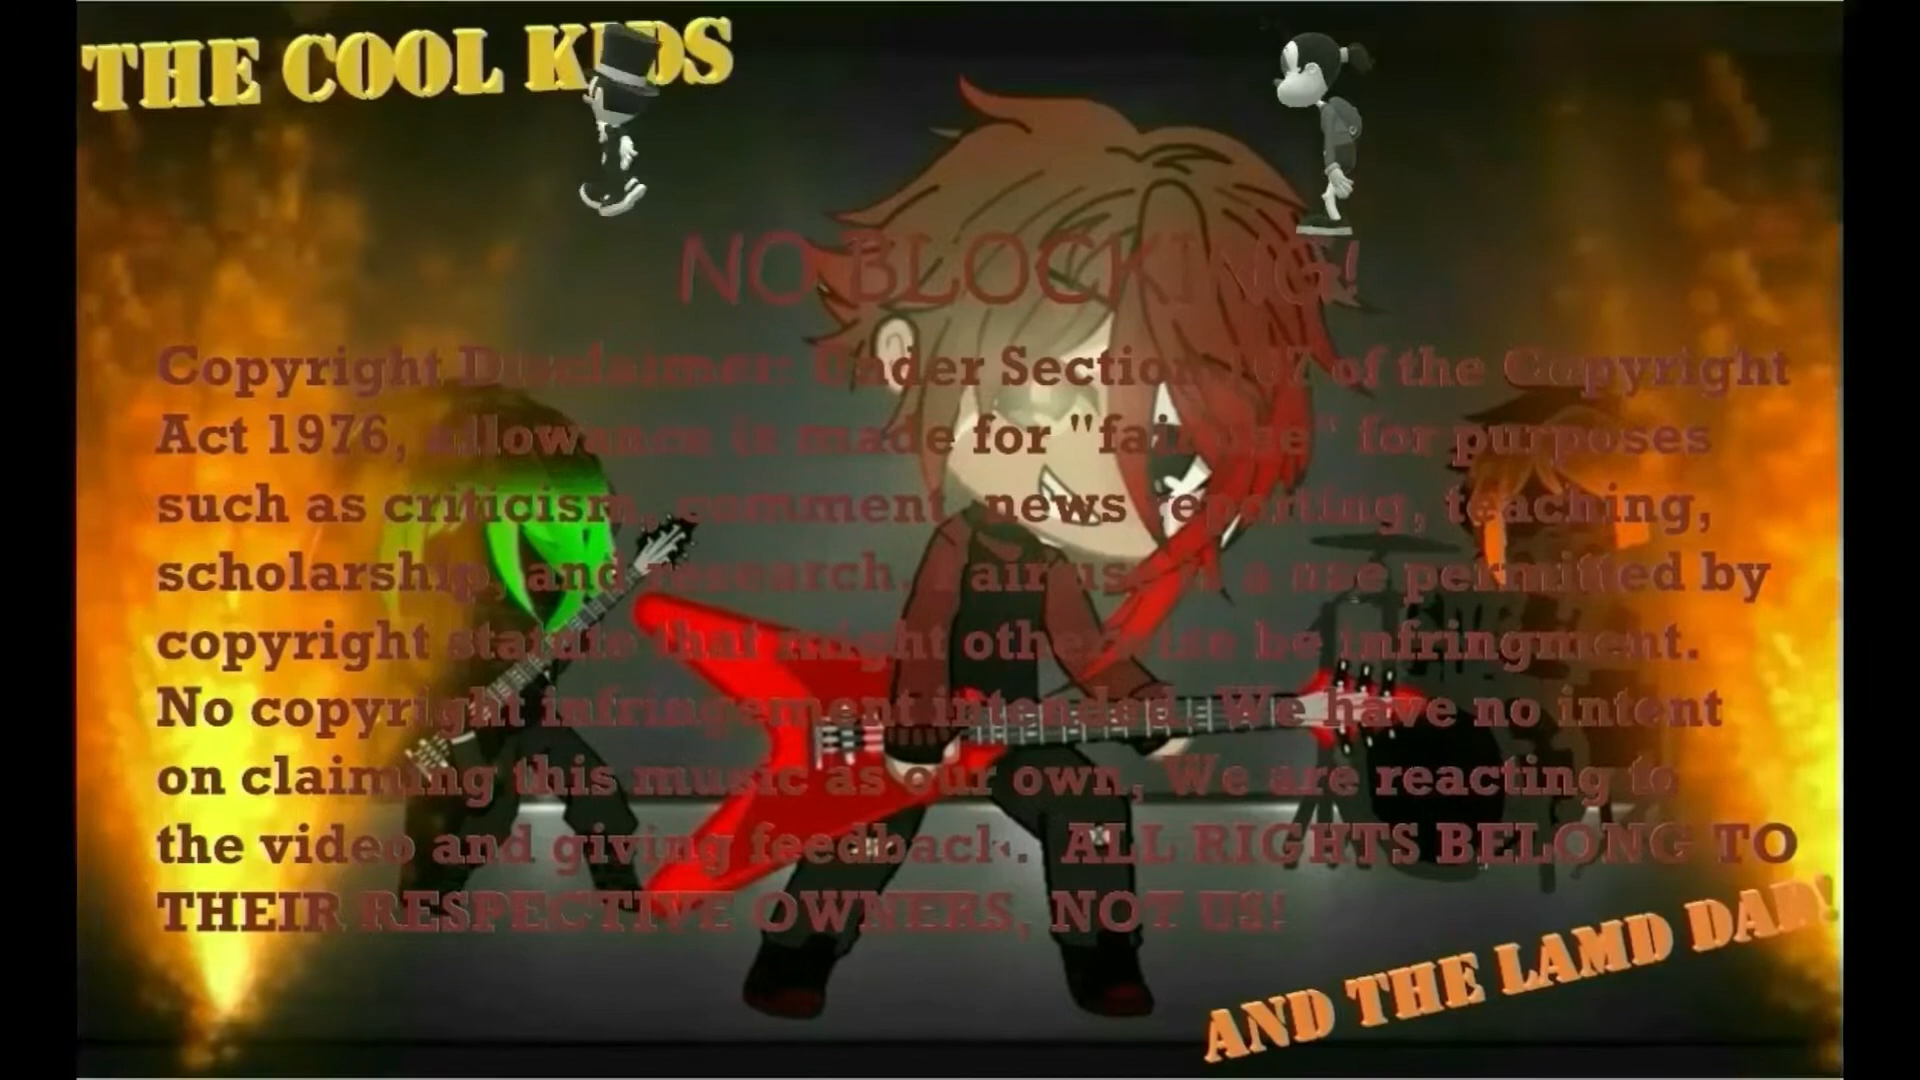 THE COOL KIDS
NO BLOCKING!
Copyright Disclaimer: Under Section 107 of the Copyright
Act 1976, allowance is made for "fair use" for purposes
such as criticism, comment, news reporting, teaching,
scholarship, and research. Fair use is a use permitted by
copyright statute that might otherwise be infringment.
No copyright infringement intended. We have no intent
on claiming this music as our own, We are reacting to
the video and giving feedback. ALL RIGHTS BELONG TO
THEIR RESPECTIVE OWNERS, NOT US!
AND THE LAMD DAD!